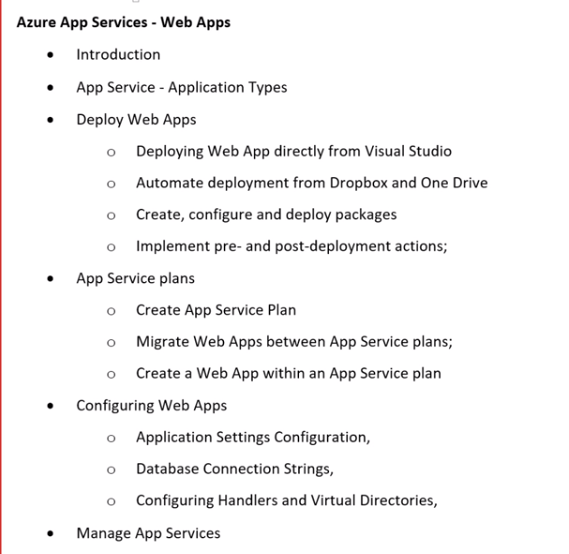 Azure App Services - Web Apps
• Introduction
• App Service - Application Types
• Deploy Web Apps
o Deploying Web App directly from Visual Studio
o Automate deployment from Dropbox and One Drive
o Create, configure and deploy packages
o Implement pre- and post-deployment actions;
• App Service plans
o Create App Service Plan
o Migrate Web Apps between App Service plans;
o Create a Web App within an App Service plan
• Configuring Web Apps
o Application Settings Configuration,
o Database Connection Strings,
o Configuring Handlers and Virtual Directories,
• Manage App Services